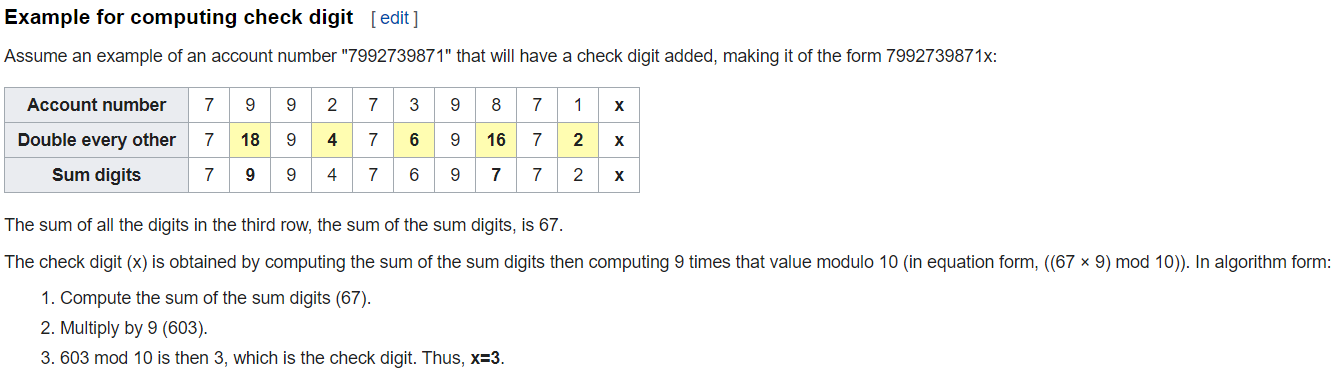 Example for computing check digit [ edit ]
Assume an example of an account number "7992739871" that will have a check digit added, making it of the form 7992739871x:
Account number 7 9 9 2 7 3 9 8 7 1 x
Double every other 7 18 9 4 7 6 9 16 7 2 x
Sum digits 7 9 9 4 7 6 9 7 7 2 x
The sum of all the digits in the third row, the sum of the sum digits, is 67.
The check digit (x) is obtained by computing the sum of the sum digits then computing 9 times that value modulo 10 (in equation form, ((67 × 9) mod 10)). In algorithm form:
1. Compute the sum of the sum digits (67).
2. Multiply by 9 (603).
3. 603 mod 10 is then 3, which is the check digit. Thus, x=3.